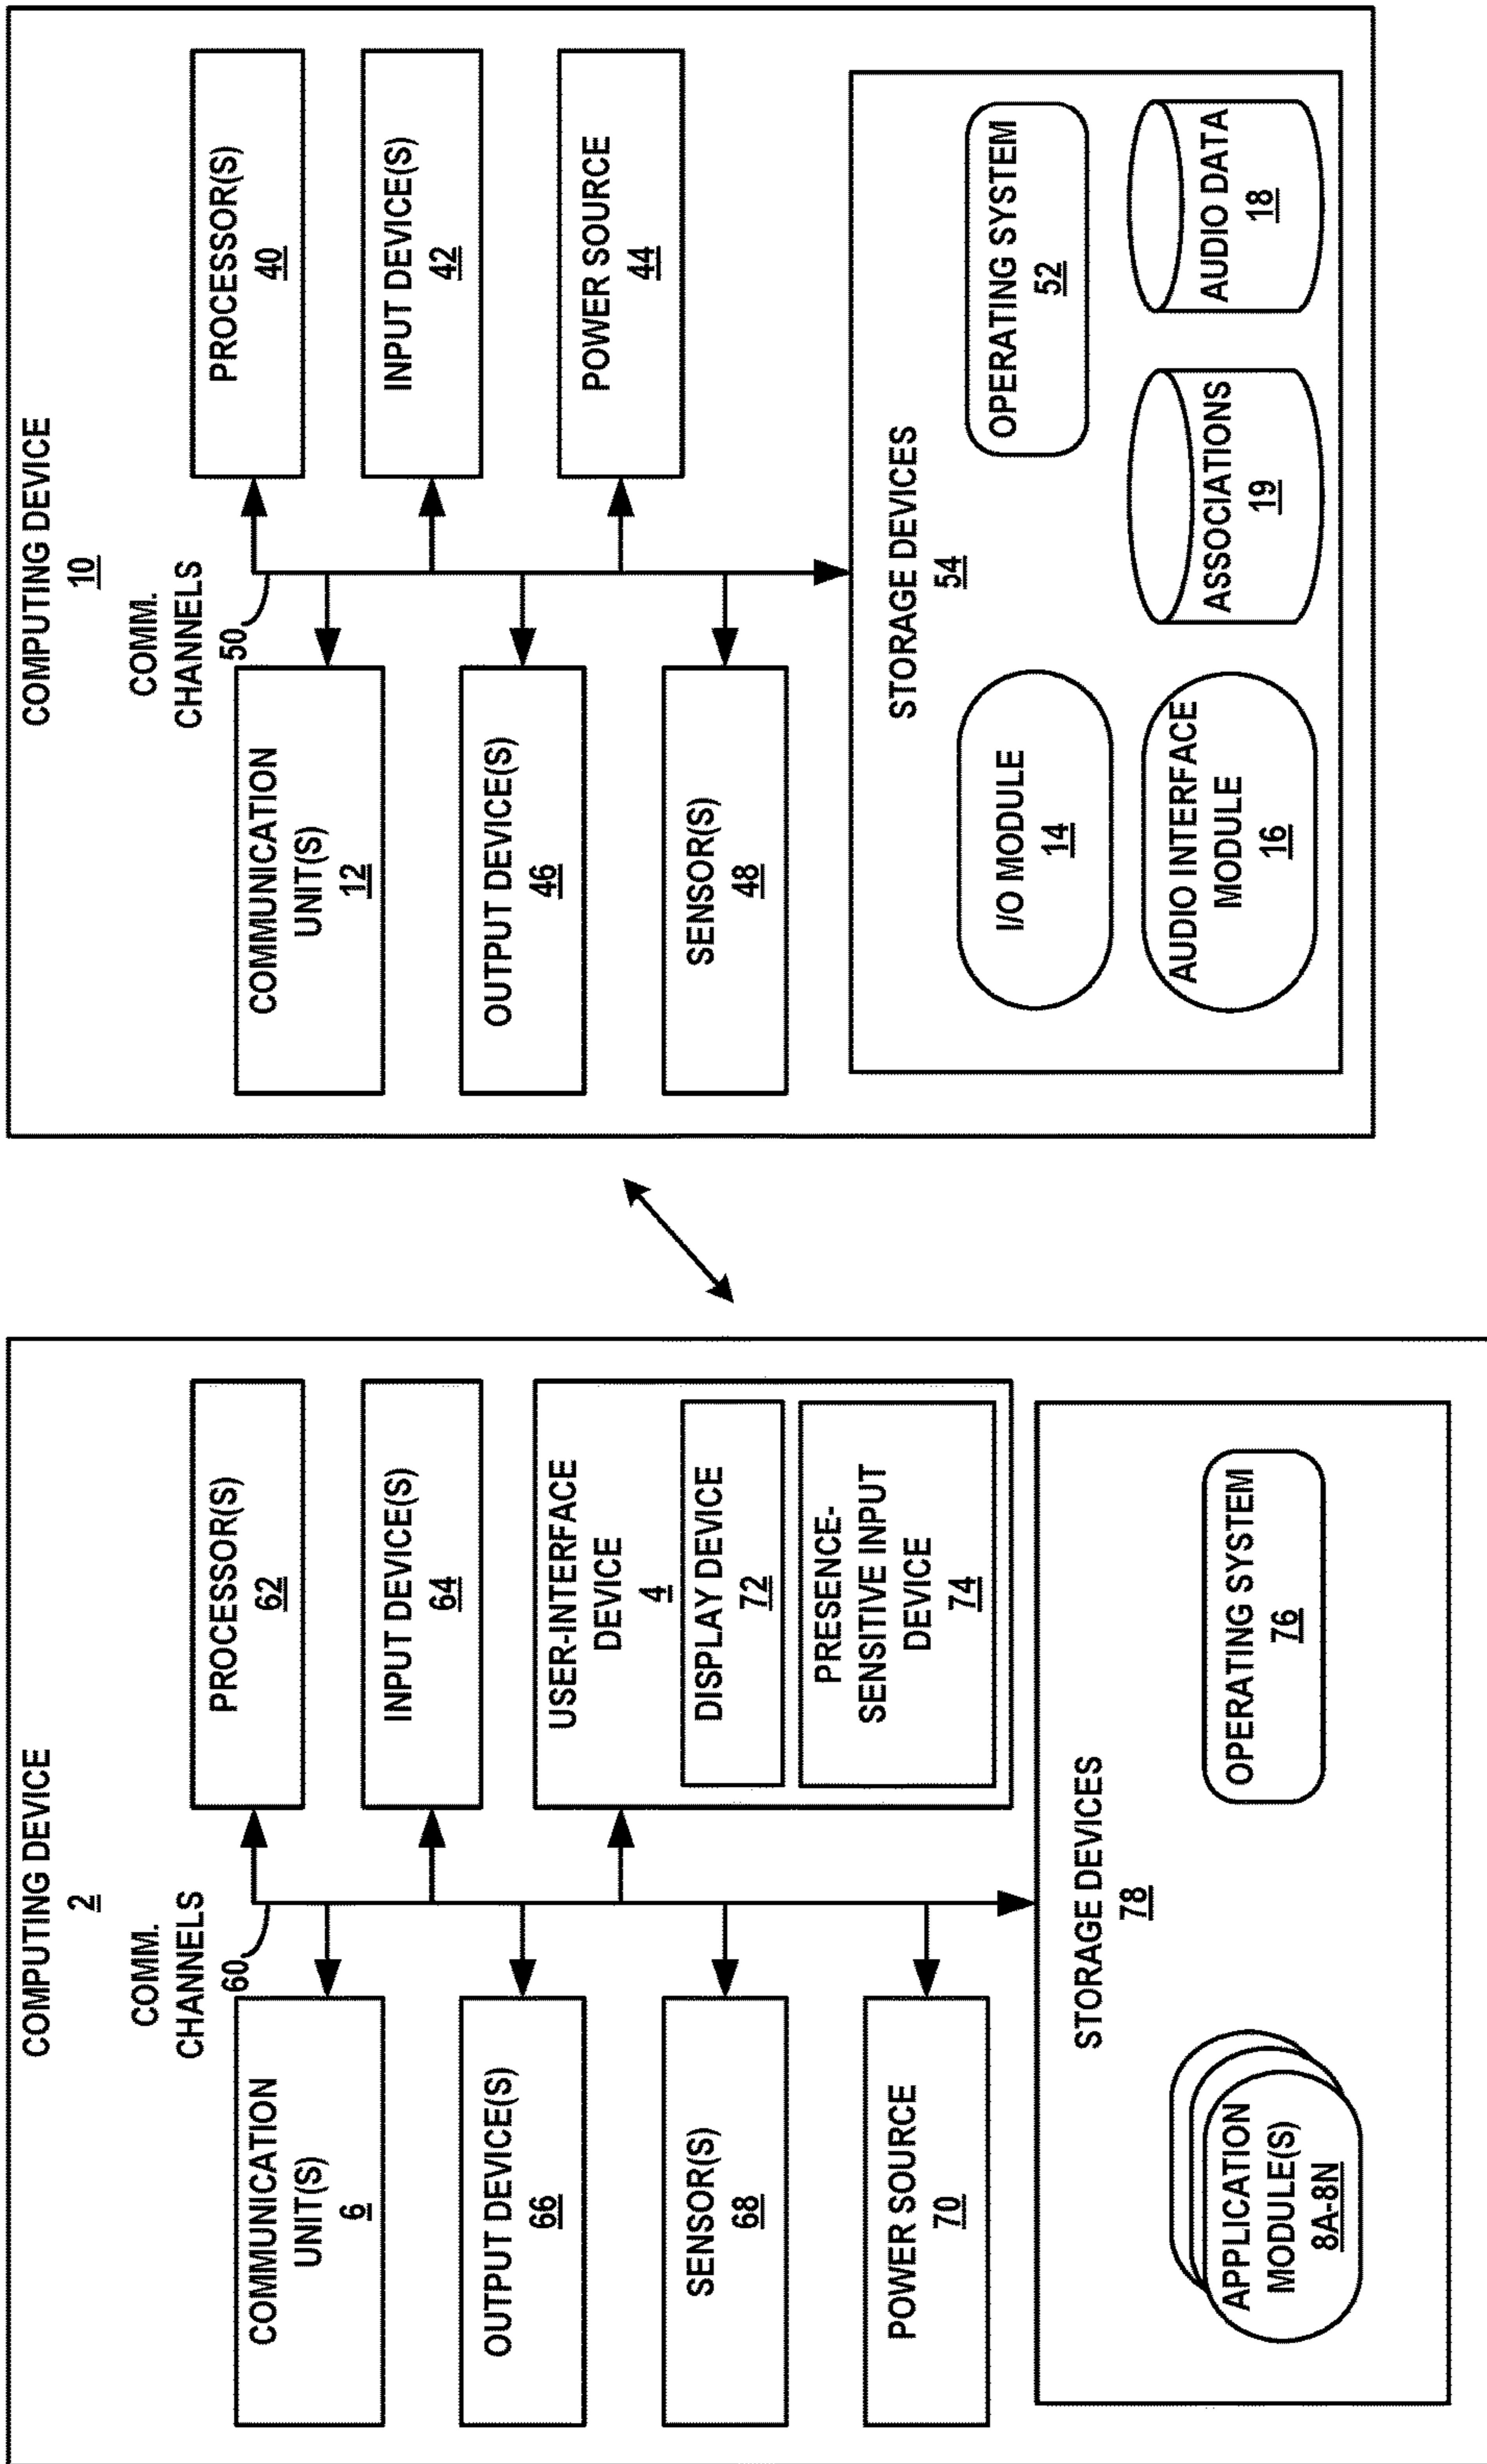 COMPUTING DEVICE
2
COMM.
CHANNELS
60
COMMUNICATION
UNIT(S)
6
PROCESSOR(S)
62
OUTPUT DEVICE(S)
66
INPUT DEVICE(S)
64
SENSOR(S)
68
USER-INTERFACE
DEVICE
4
DISPLAY DEVICE
72
PRESENCE-
SENSITIVE INPUT
DEVICE
74
POWER SOURCE
70
STORAGE DEVICES
78
APPLICATION
MODULE(S)
8A-8N
OPERATING SYSTEM
76
COMPUTING DEVICE
10
COMM.
CHANNELS
50
COMMUNICATION
UNIT(S)
12
PROCESSOR(S)
40
OUTPUT DEVICE(S)
46
INPUT DEVICE(S)
42
SENSOR(S)
48
POWER SOURCE
44
STORAGE DEVICES
54
I/O MODULE
14
OPERATING SYSTEM
52
AUDIO INTERFACE
MODULE
16
ASSOCIATIONS
19
AUDIO DATA
18